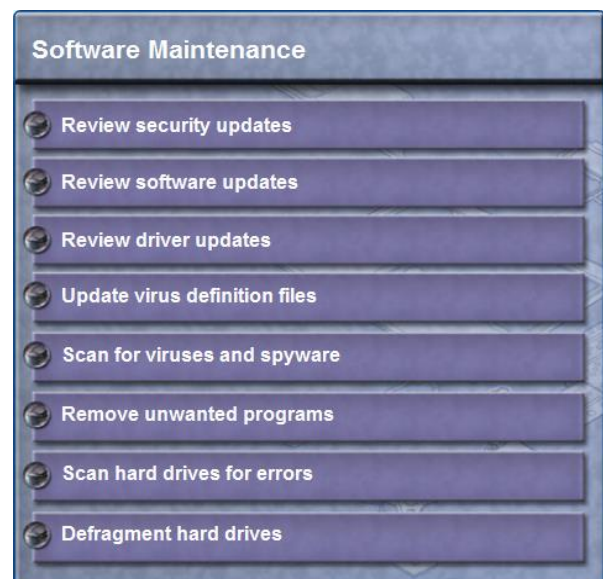 Software Maintenance
Review security updates
Review software updates
Review driver updates
Update virus definition files
Scan for viruses and spyware
Remove unwanted programs
Scan hard drives for errors
Defragment hard drives